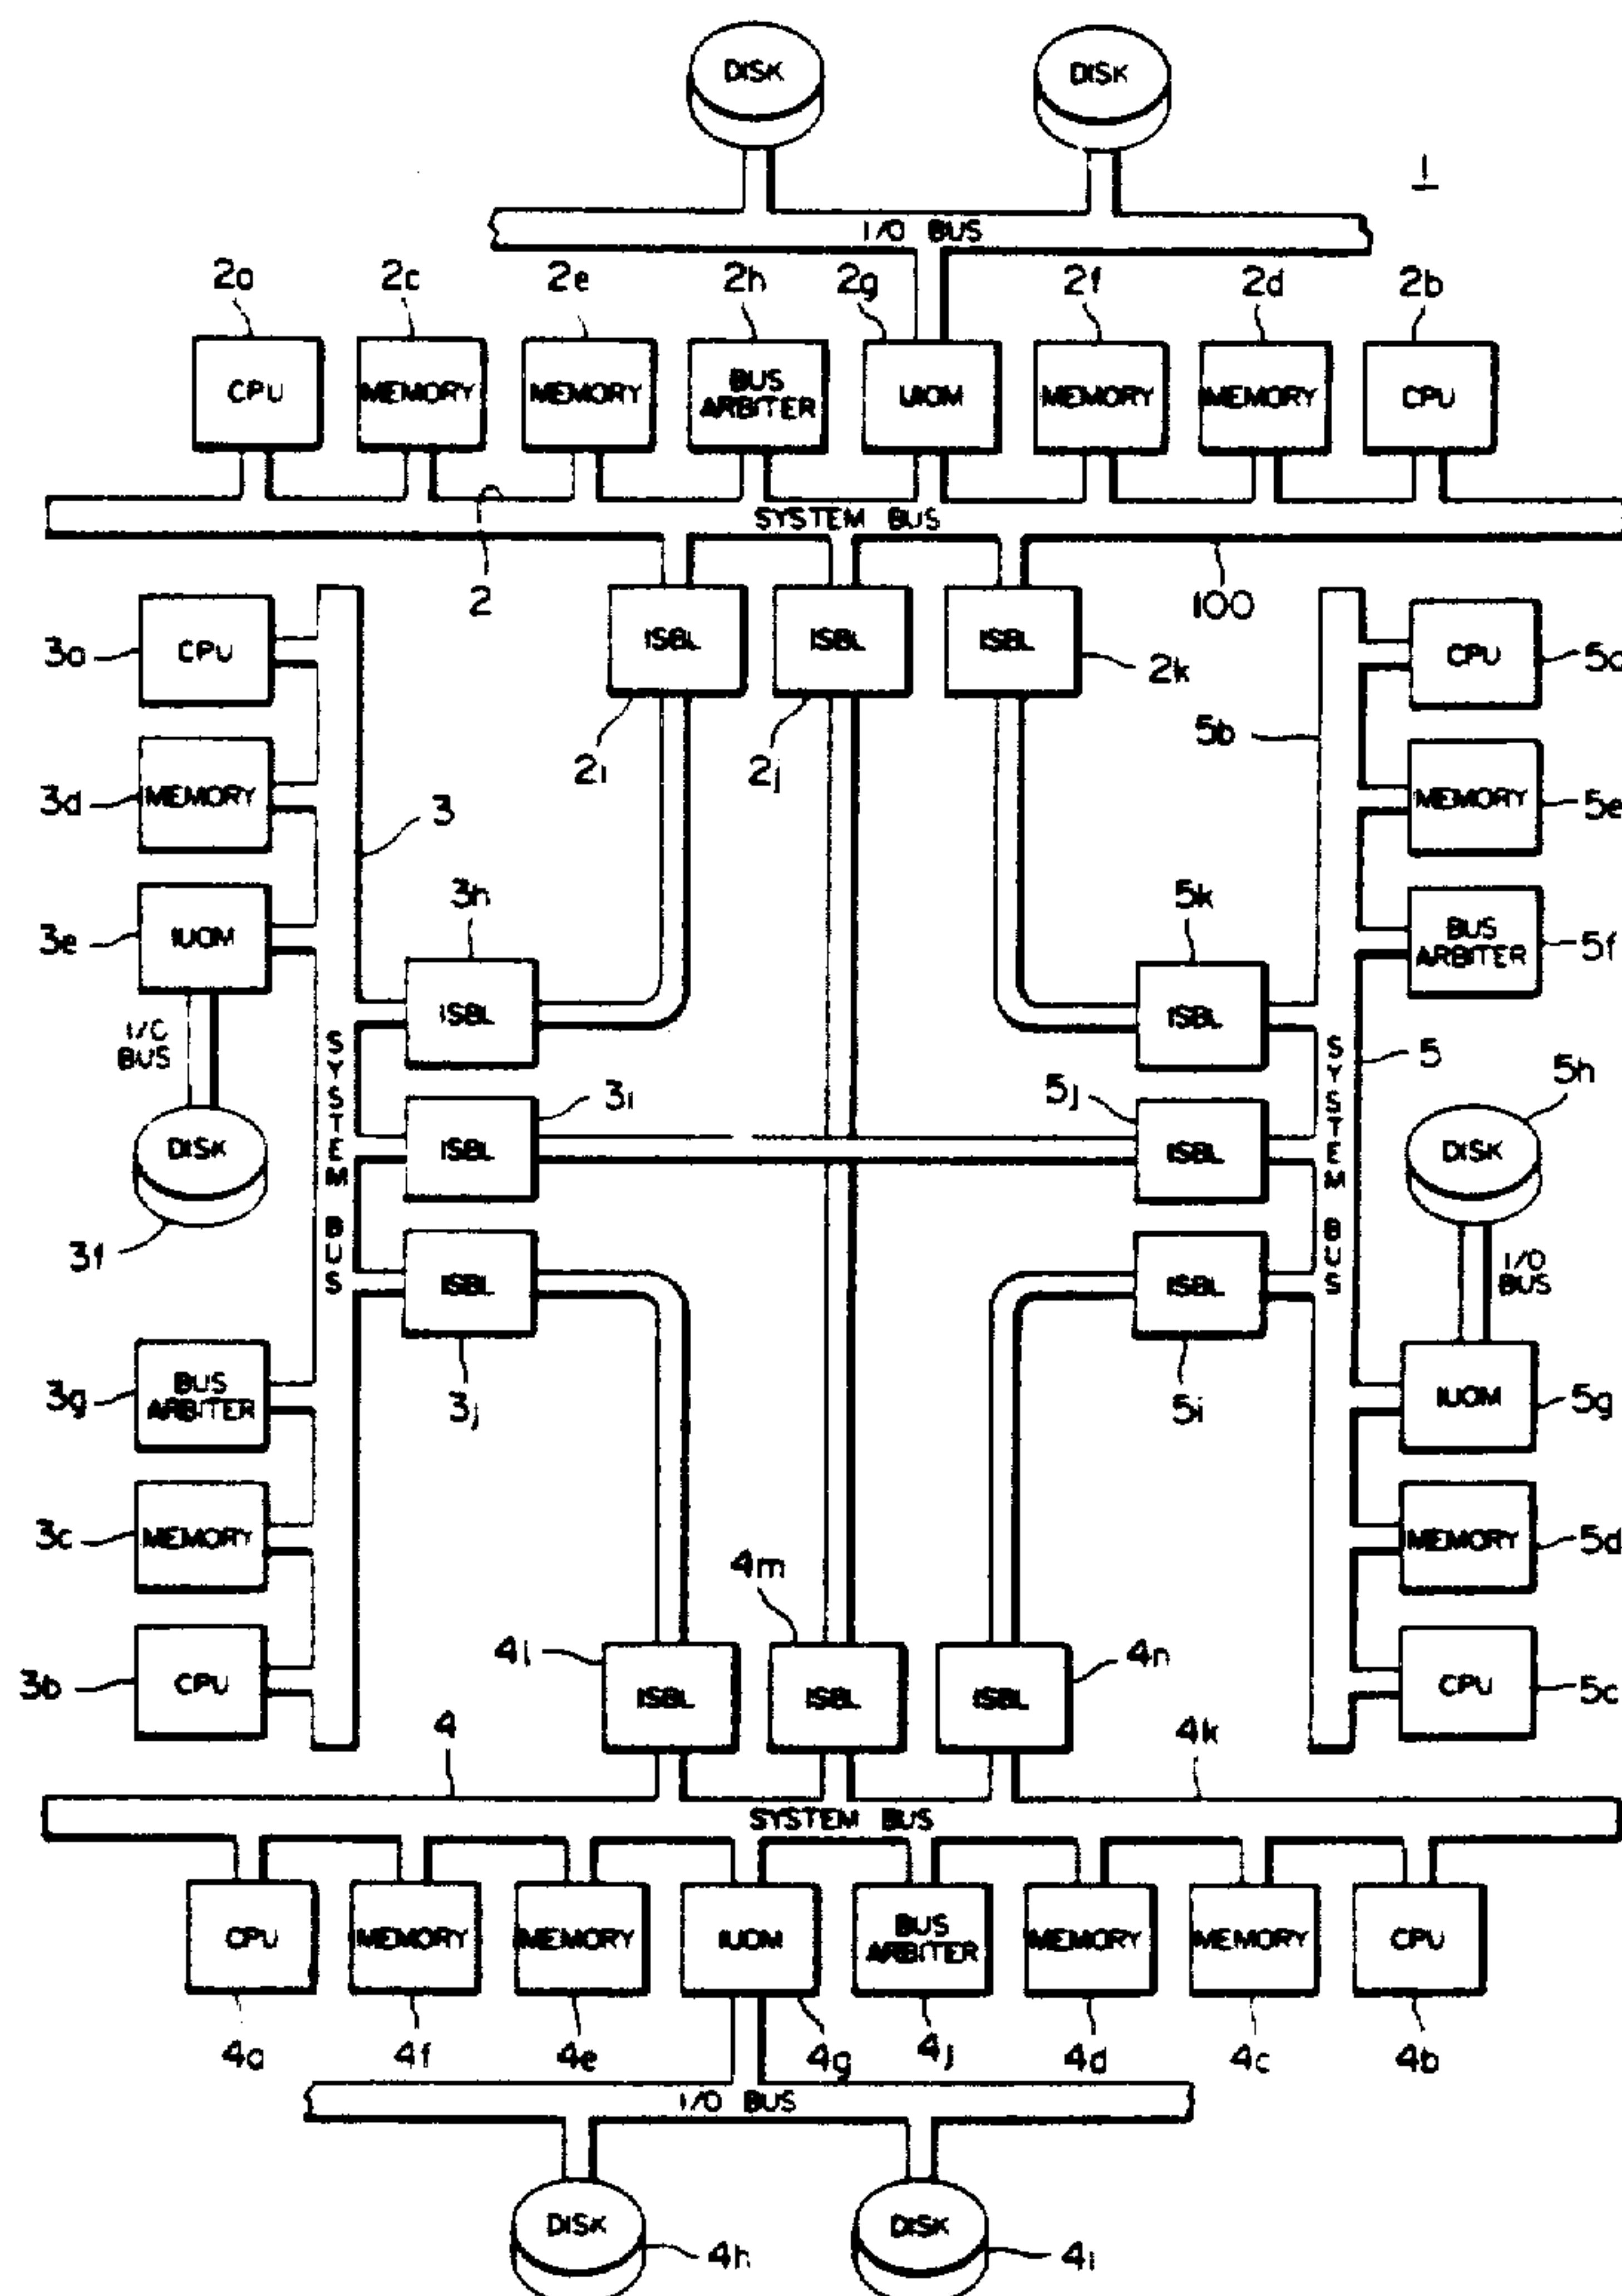 DISK DISK
1
I/O BUS
2a 2c 2e 2h 2g 2f 2d 2b
CPU MEMORY MEMORY BUS ARBITER UIOM MEMORY MEMORY CPU
SYSTEM BUS
2 100
3a CPU ISBL ISBL ISBL 2k CPU
2i 2j 5b
3d MEMORY 3 MEMORY 5e
3h 5k
3e IUOM BUS ARBITER 5f
ISBL ISBL
I/O BUS
SYSTEM BUS
SYSTEM BUS
5
3i 5j 5h
DISK ISBL ISBL DISK
3f
ISBL ISBL
I/O BUS
3g BUS ARBITER 3j 5i IUOM 5g
3c MEMORY MEMORY 5d
4m
4l 4n
3b CPU ISBL ISBL ISBL CPU 5c
4 4k
SYSTEM BUS
CPU MEMORY MEMORY IUOM BUS ARBITER MEMORY MEMORY CPU
4a 4f 4e 4g 4j 4d 4c 4b
I/O BUS
DISK DISK
4h 4i